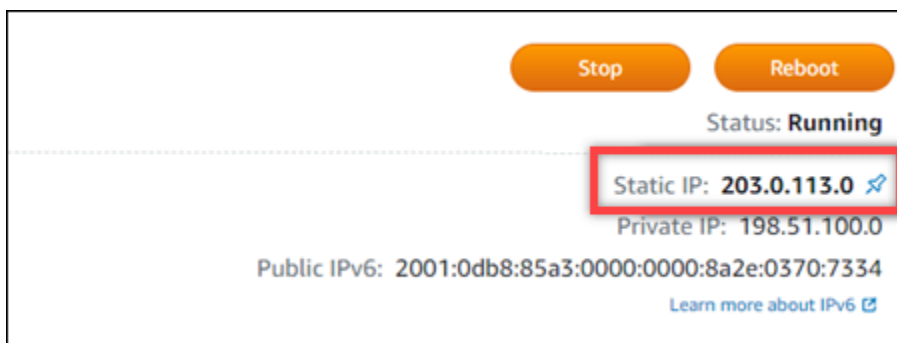 Stop Reboot
Status: Running
Static IP: 203.0.113.0
Private IP: 198.51.100.0
Public IPv6: 2001:0db8:85a3:0000:0000:8a2e:0370:7334
Learn more about IPv6